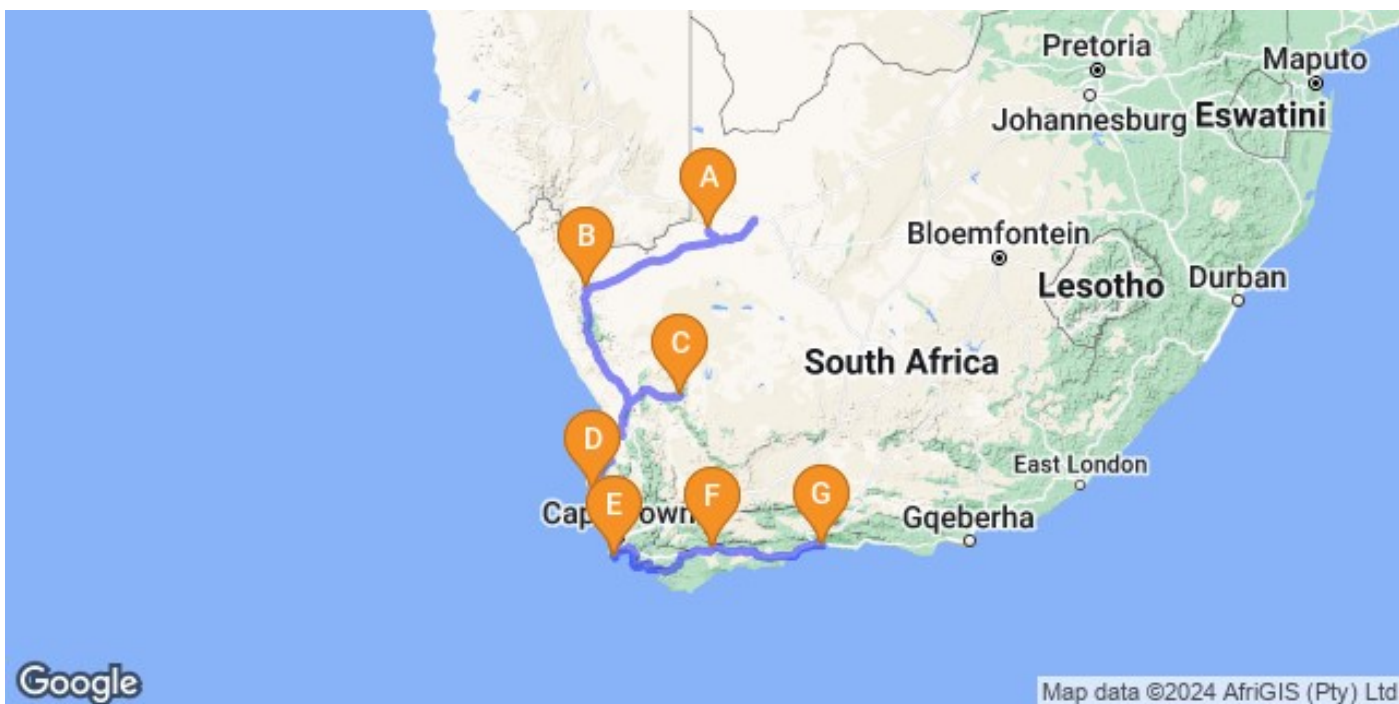 Pretoria
Maputo
Johannesburg
Eswatini
A
B
Bloemfontein
Lesotho
Durban
C
South Africa
D
East London
E
F
G
Gqeberha
Google
Map data ©2024 AfriGIS (Pty) Ltd